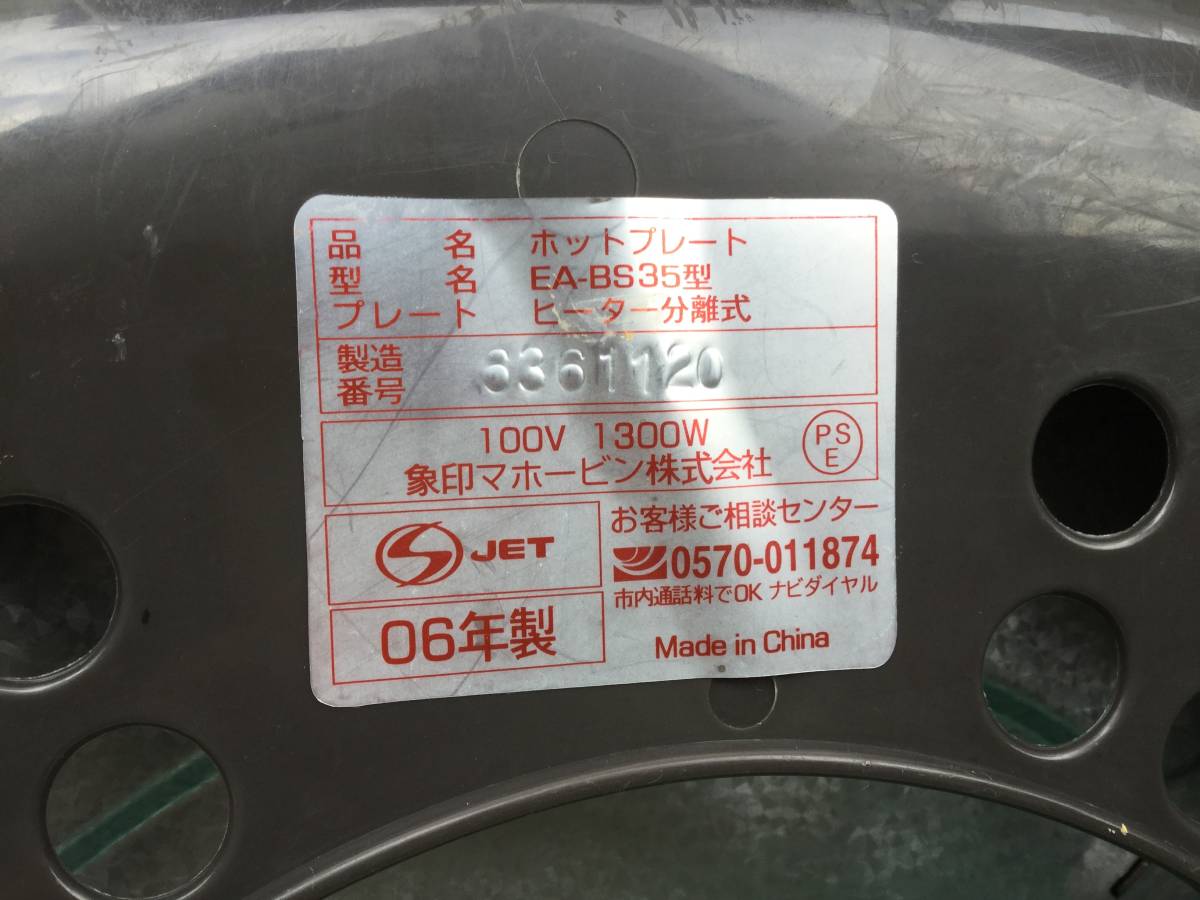 品名 ホットプレート
型名 EA-BS35型
プレート ヒーター分離式
製造番号 6361120
100V 1300W
象印マホービン株式会社
PSE
S JET
お客様ご相談センター
0570-011874
市内通話料でOK ナビダイヤル
06年製
Made in China